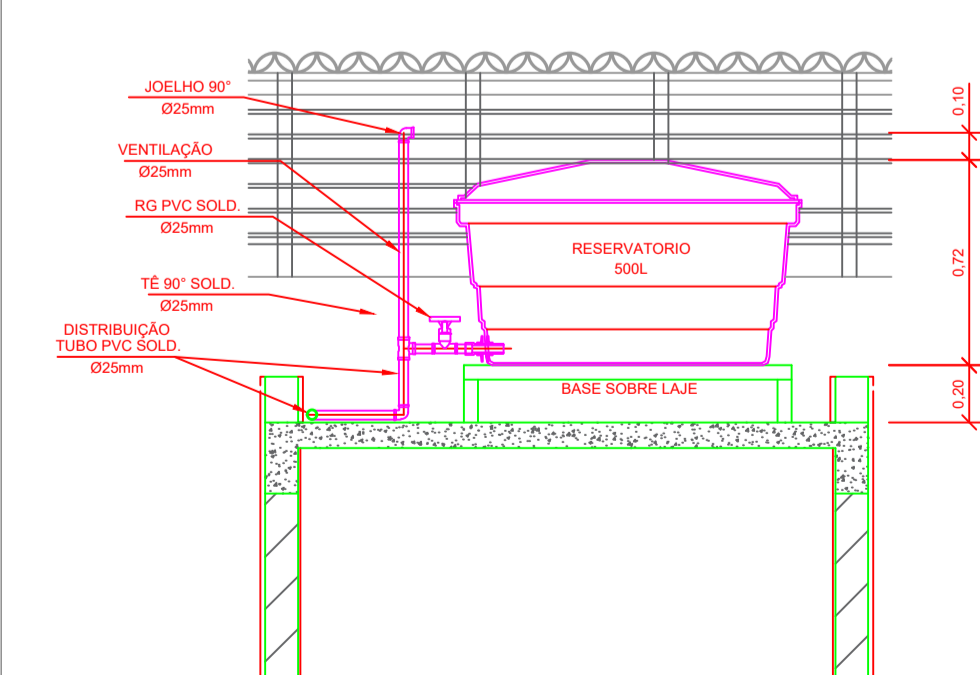 JOELHO 90°
Ø25mm
VENTILAÇÃO
Ø25mm
RG PVC SOLD.
Ø25mm
TÊ 90° SOLD.
Ø25mm
DISTRIBUIÇÃO
TUBO PVC SOLD.
Ø25mm
RESERVATORIO
500L
BASE SOBRE LAJE
0,10
0,72
0,20